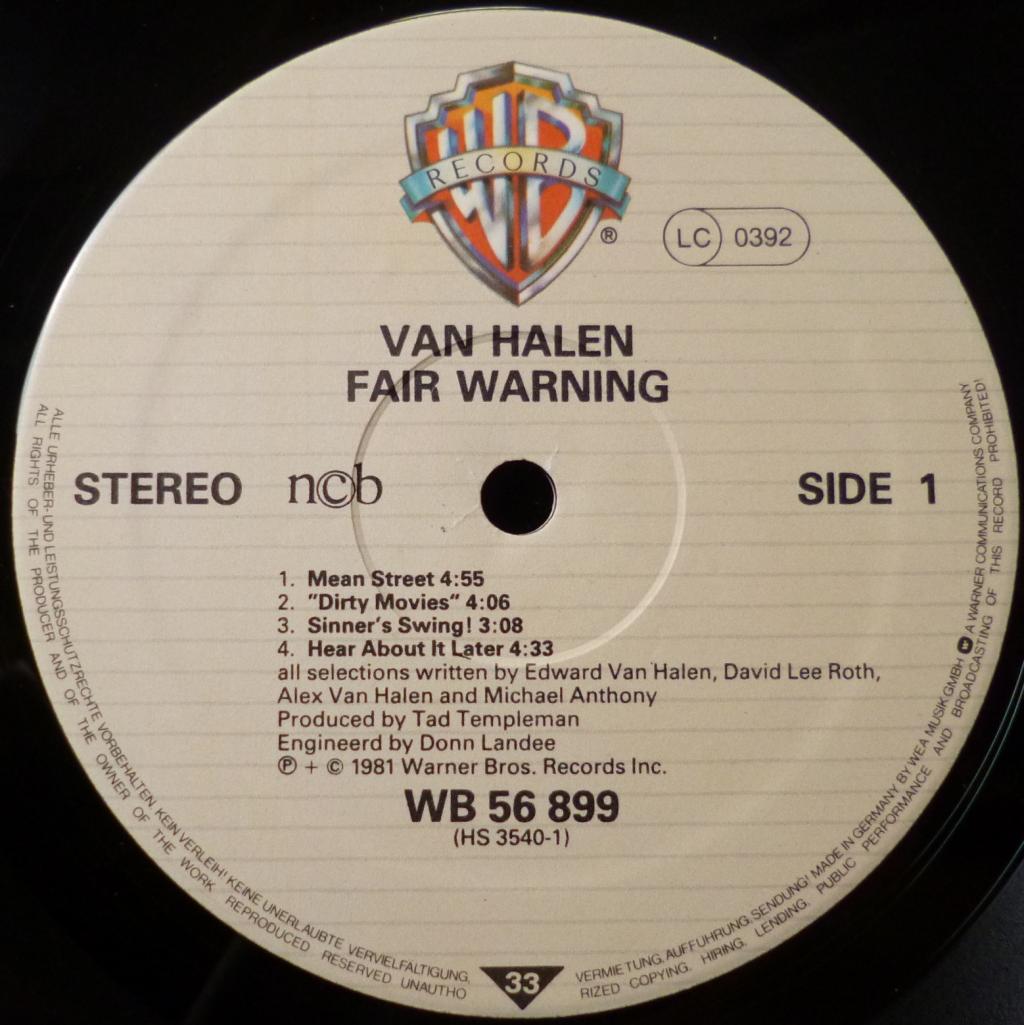 WB
RECORDS
®
LC 0392
VAN HALEN
FAIR WARNING
STEREO n©b SIDE 1
1. Mean Street 4:55
2. "Dirty Movies" 4:06
3. Sinner's Swing! 3:08
4. Hear About It Later 4:33
all selections written by Edward Van Halen, David Lee Roth,
Alex Van Halen and Michael Anthony
Produced by Tad Templeman
Engineerd by Donn Landee
℗ + © 1981 Warner Bros. Records Inc.
WB 56 899
(HS 3540-1)
ALLE URHEBER- UND LEISTUNGSSCHUTZRECHTE VORBEHALTEN KEIN VERLEIH! KEINE UNERLAUBTE VERVIELFÄLTIGUNG, VERMIETUNG, AUFFÜHRUNG, SENDUNG! MADE IN GERMANY BY WEA MUSIK GMBH A WARNER COMMUNICATIONS COMPANY
ALL RIGHTS OF THE PRODUCER AND OF THE OWNER OF THE WORK REPRODUCED RESERVED UNAUTHORIZED COPYING, HIRING, LENDING, PUBLIC PERFORMANCE AND BROADCASTING OF THIS RECORD PROHIBITED!
33